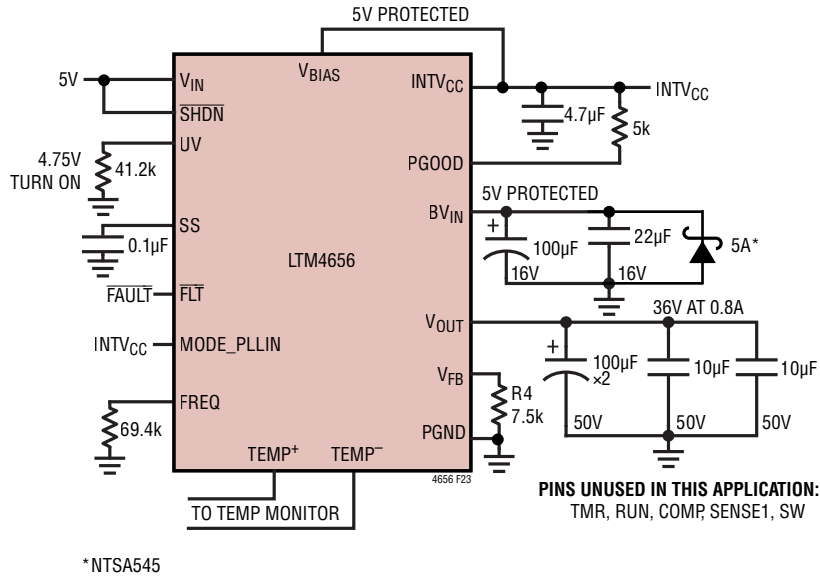 5V PROTECTED
5V
V_IN
V_BIAS
INTV_CC
INTV_CC
SHDN
4.7µF
5k
UV
4.75V
TURN ON
41.2k
PGOOD
5V PROTECTED
BV_IN
SS
0.1µF
+
100µF
16V
22µF
16V
5A*
LTM4656
FAULT
FLT
36V AT 0.8A
V_OUT
INTV_CC
MODE_PLLIN
+
100µF
×2
50V
10µF
50V
10µF
50V
V_FB
R4
7.5k
FREQ
69.4k
PGND
TEMP+
TEMP–
4656 F23
TO TEMP MONITOR
PINS UNUSED IN THIS APPLICATION:
TMR, RUN, COMP, SENSE1, SW
*NTSA545